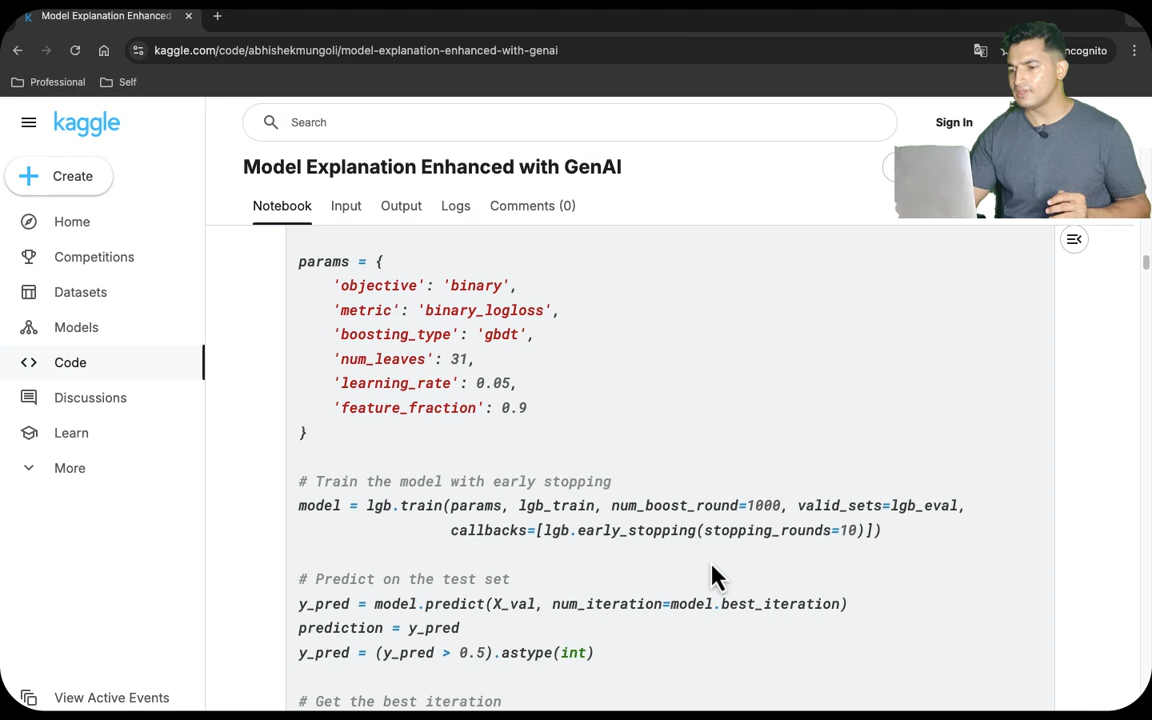 Model Explanation Enhanced
kaggle.com/code/abhishekmungoli/model-explanation-enhanced-with-genai
ncognito
Professional
Self
kaggle
Search
Sign In
Create
Model Explanation Enhanced with GenAI
Notebook
Input
Output
Logs
Comments (0)
Home
Competitions
Datasets
Models
Code
Discussions
Learn
More
View Active Events
params = {
'objective': 'binary',
'metric': 'binary_logloss',
'boosting_type': 'gbdt',
'num_leaves': 31,
'learning_rate': 0.05,
'feature_fraction': 0.9
}
# Train the model with early stopping
model = lgb.train(params, lgb_train, num_boost_round=1000, valid_sets=lgb_eval,
callbacks=[lgb.early_stopping(stopping_rounds=10)])
# Predict on the test set
y_pred = model.predict(X_val, num_iteration=model.best_iteration)
prediction = y_pred
y_pred = (y_pred > 0.5).astype(int)
# Get the best iteration